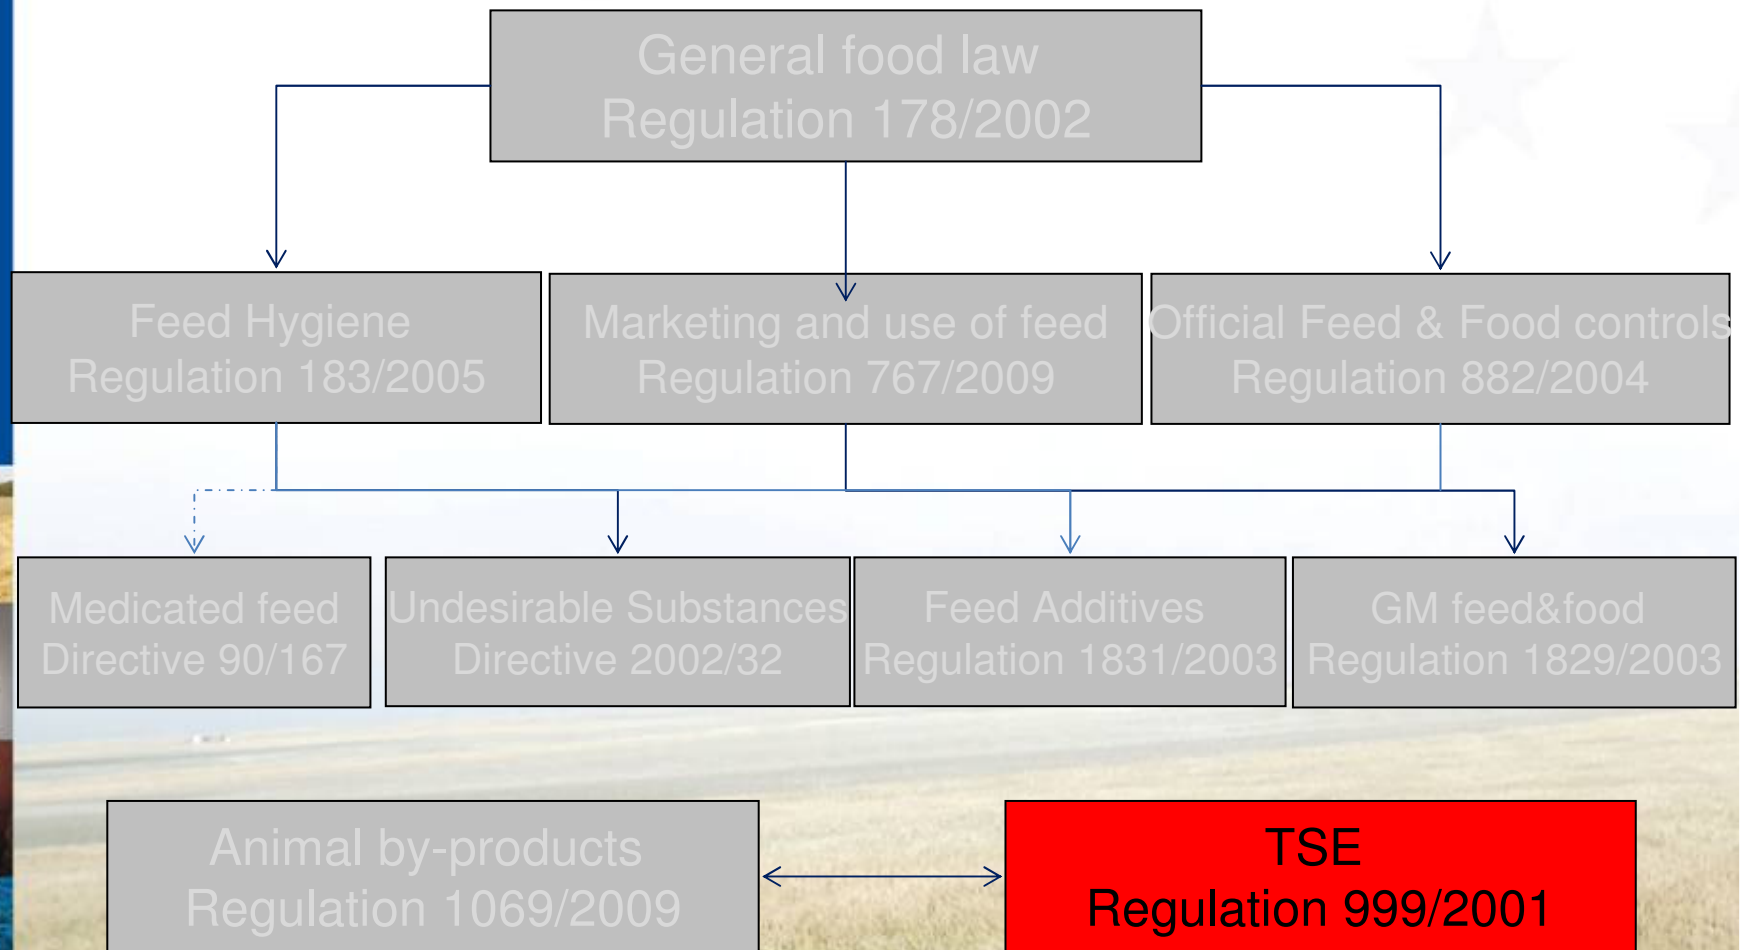 General food law
Regulation 178/2002
Feed Hygiene
Regulation 183/2005
Marketing and use of feed
Regulation 767/2009
Official Feed & Food controls
Regulation 882/2004
Medicated feed
Directive 90/167
Undesirable Substances
Directive 2002/32
Feed Additives
Regulation 1831/2003
GM feed&food
Regulation 1829/2003
Animal by-products
Regulation 1069/2009
TSE
Regulation 999/2001